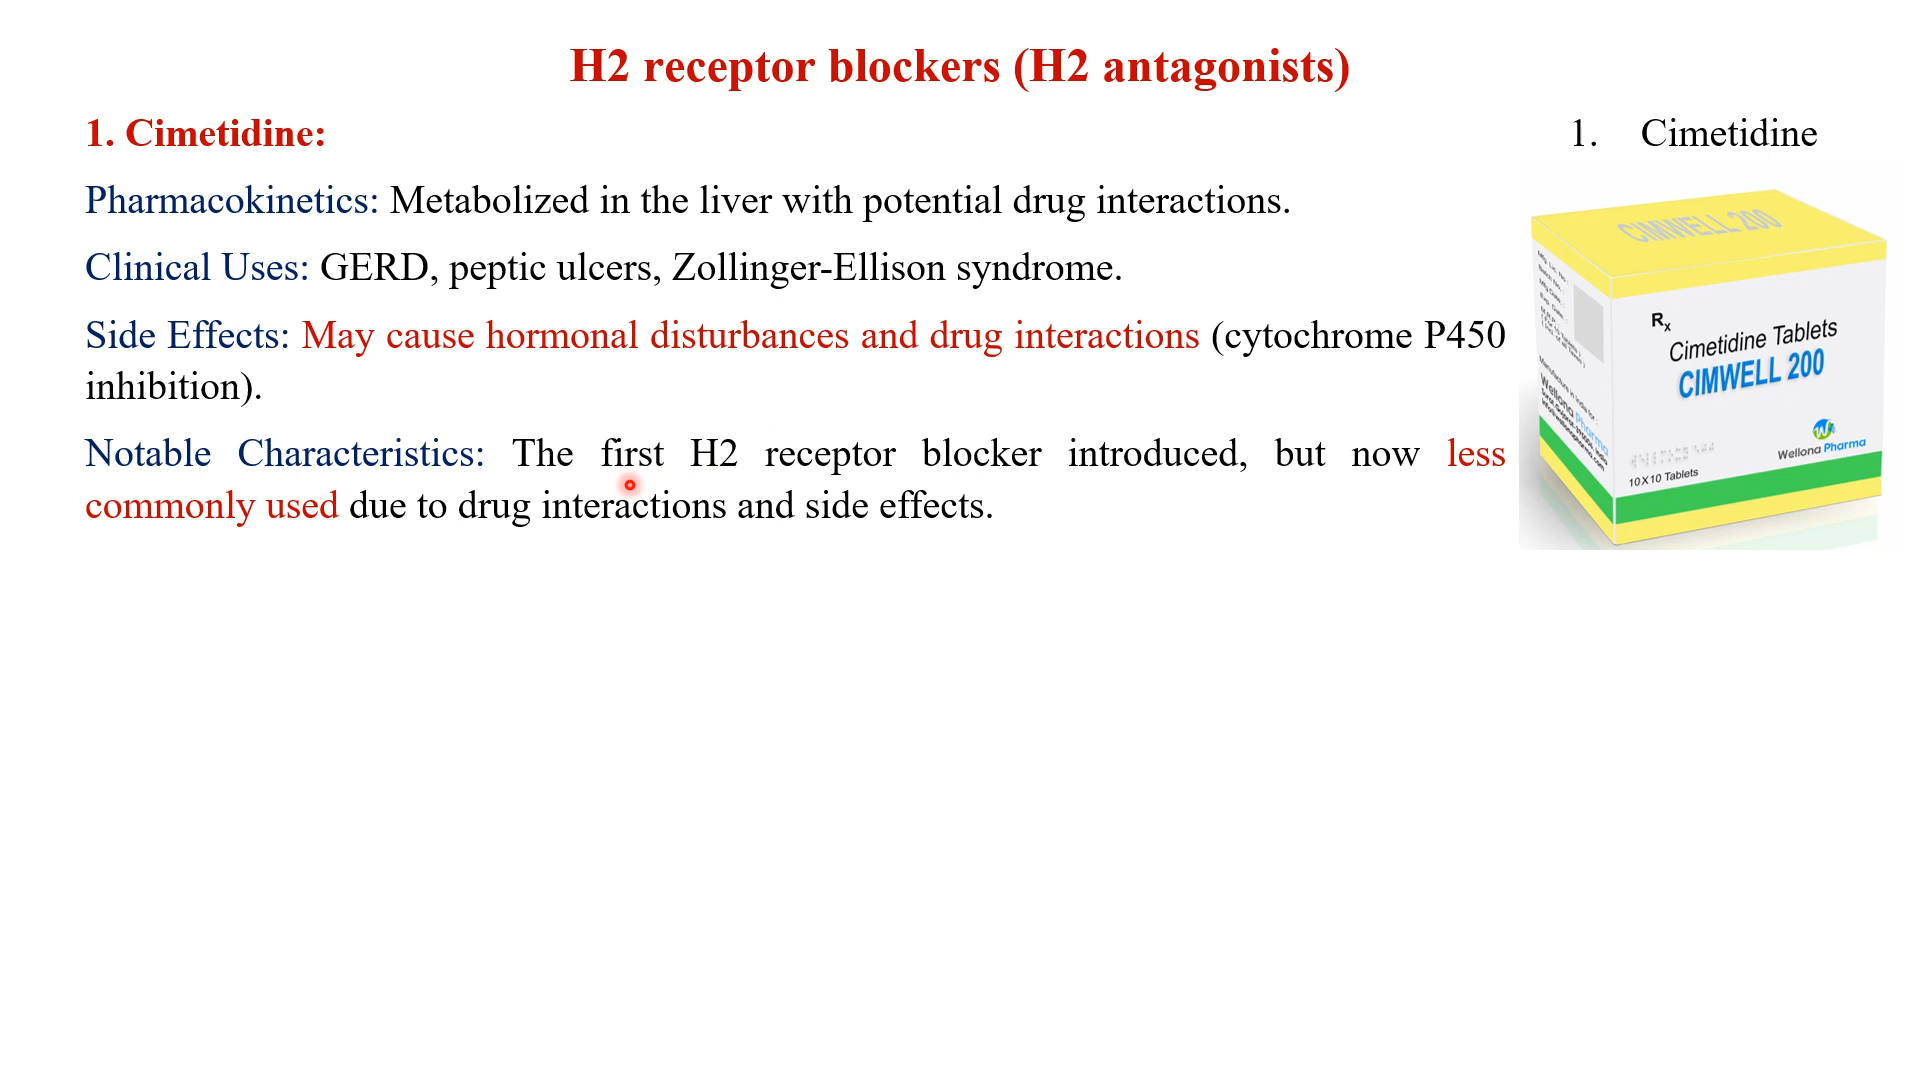 H2 receptor blockers (H2 antagonists)
1. Cimetidine:
Pharmacokinetics: Metabolized in the liver with potential drug interactions.
Clinical Uses: GERD, peptic ulcers, Zollinger-Ellison syndrome.
Side Effects: May cause hormonal disturbances and drug interactions (cytochrome P450
inhibition).
Notable Characteristics: The first H2 receptor blocker introduced, but now less
commonly used due to drug interactions and side effects.
1. Cimetidine
CIMWELL 200
Rx
Cimetidine Tablets
CIMWELL 200
Wellona Pharma
10X10 Tablets
Wellona Pharma